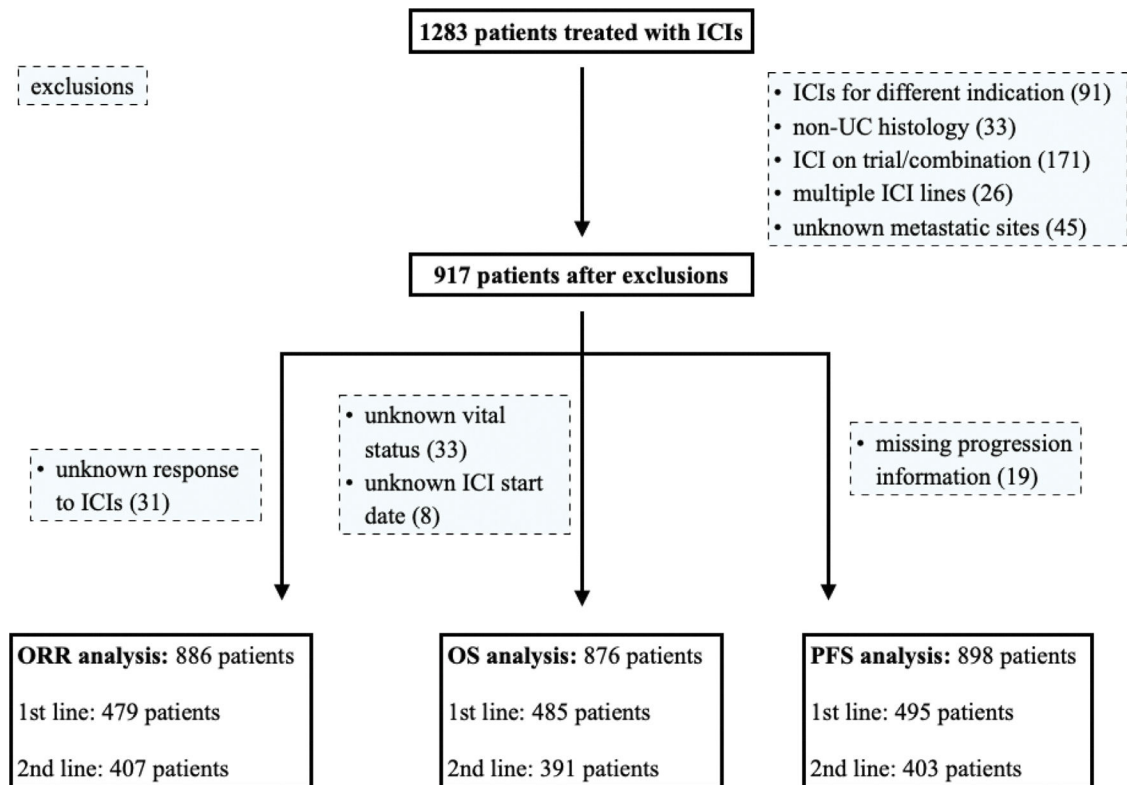 1283 patients treated with ICIs
exclusions
• ICIs for different indication (91)
• non-UC histology (33)
• ICI on trial/combination (171)
• multiple ICI lines (26)
• unknown metastatic sites (45)
917 patients after exclusions
• unknown response
to ICIs (31)
• unknown vital
status (33)
• unknown ICI start
date (8)
• missing progression
information (19)
ORR analysis: 886 patients
1st line: 479 patients
2nd line: 407 patients
OS analysis: 876 patients
1st line: 485 patients
2nd line: 391 patients
PFS analysis: 898 patients
1st line: 495 patients
2nd line: 403 patients